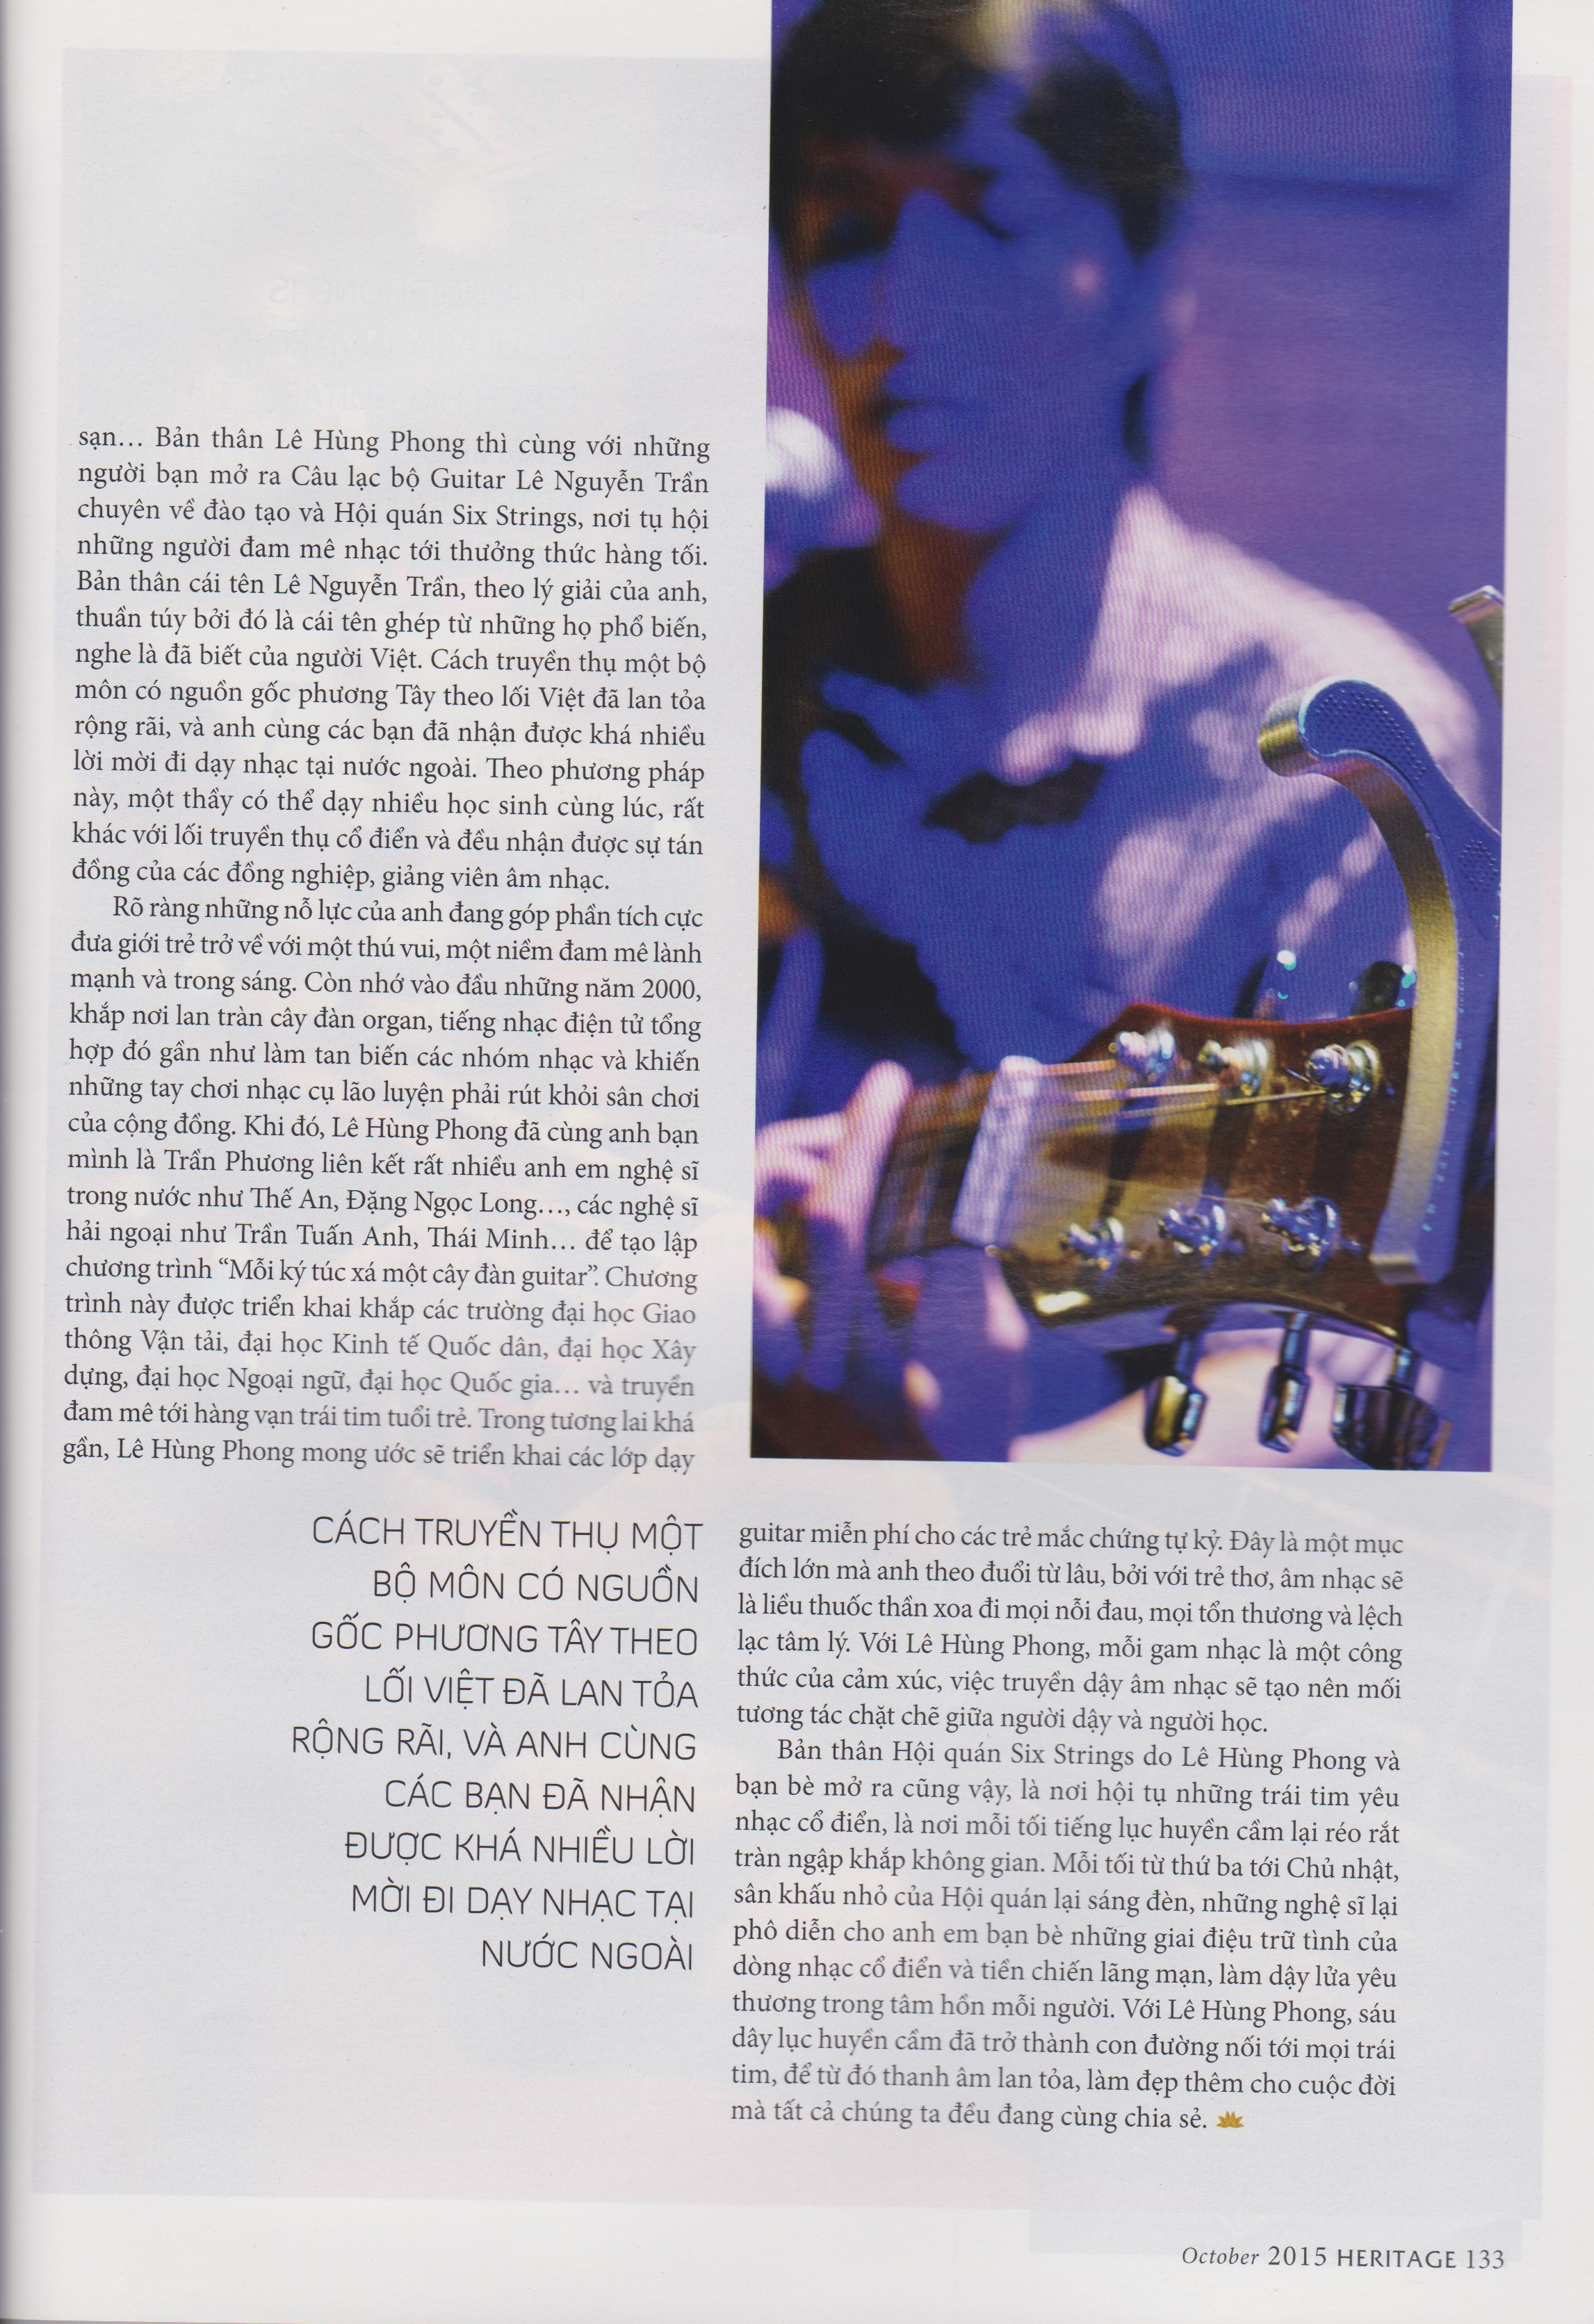 sạn… Bản thân Lê Hùng Phong thì cùng với những
người bạn mở ra Câu lạc bộ Guitar Lê Nguyễn Trần
chuyên về đào tạo và Hội quán Six Strings, nơi tụ hội
những người đam mê nhạc tới thưởng thức hàng tối.
Bản thân cái tên Lê Nguyễn Trần, theo lý giải của anh,
thuần túy bởi đó là cái tên ghép từ những họ phổ biến,
nghe là đã biết của người Việt. Cách truyền thụ một bộ
môn có nguồn gốc phương Tây theo lối Việt đã lan tỏa
rộng rãi, và anh cùng các bạn đã nhận được khá nhiều
lời mời đi dạy nhạc tại nước ngoài. Theo phương pháp
này, một thầy có thể dạy nhiều học sinh cùng lúc, rất
khác với lối truyền thụ cổ điển và đều nhận được sự tán
đồng của các đồng nghiệp, giảng viên âm nhạc.
Rõ ràng những nỗ lực của anh đang góp phần tích cực
đưa giới trẻ trở về với một thú vui, một niềm đam mê lành
mạnh và trong sáng. Còn nhớ vào đầu những năm 2000,
khắp nơi lan tràn cây đàn organ, tiếng nhạc điện tử tổng
hợp đó gần như làm tan biến các nhóm nhạc và khiến
những tay chơi nhạc cụ lão luyện phải rút khỏi sân chơi
của cộng đồng. Khi đó, Lê Hùng Phong đã cùng anh bạn
mình là Trần Phương liên kết rất nhiều anh em nghệ sĩ
trong nước như Thế An, Đặng Ngọc Long…, các nghệ sĩ
hải ngoại như Trần Tuấn Anh, Thái Minh… để tạo lập
chương trình “Mỗi ký túc xá một cây đàn guitar”. Chương
trình này được triển khai khắp các trường đại học Giao
thông Vận tải, đại học Kinh tế Quốc dân, đại học Xây
dựng, đại học Ngoại ngữ, đại học Quốc gia… và truyền
đam mê tới hàng vạn trái tim tuổi trẻ. Trong tương lai khá
gần, Lê Hùng Phong mong ước sẽ triển khai các lớp dạy
CÁCH TRUYỀN THỤ MỘT
BỘ MÔN CÓ NGUỒN
GỐC PHƯƠNG TÂY THEO
LỐI VIỆT ĐÃ LAN TỎA
RỘNG RÃI, VÀ ANH CÙNG
CÁC BẠN ĐÃ NHẬN
ĐƯỢC KHÁ NHIỀU LỜI
MỜI ĐI DẠY NHẠC TẠI
NƯỚC NGOÀI
guitar miễn phí cho các trẻ mắc chứng tự kỷ. Đây là một mục
đích lớn mà anh theo đuổi từ lâu, bởi với trẻ thơ, âm nhạc sẽ
là liều thuốc thần xoa đi mọi nỗi đau, mọi tổn thương và lệch
lạc tâm lý. Với Lê Hùng Phong, mỗi gam nhạc là một công
thức của cảm xúc, việc truyền dậy âm nhạc sẽ tạo nên mối
tương tác chặt chẽ giữa người dậy và người học.
Bản thân Hội quán Six Strings do Lê Hùng Phong và
bạn bè mở ra cũng vậy, là nơi hội tụ những trái tim yêu
nhạc cổ điển, là nơi mỗi tối tiếng lục huyền cầm lại réo rắt
tràn ngập khắp không gian. Mỗi tối từ thứ ba tới Chủ nhật,
sân khấu nhỏ của Hội quán lại sáng đèn, những nghệ sĩ lại
phô diễn cho anh em bạn bè những giai điệu trữ tình của
dòng nhạc cổ điển và tiền chiến lãng mạn, làm dậy lửa yêu
thương trong tâm hồn mỗi người. Với Lê Hùng Phong, sáu
dây lục huyền cầm đã trở thành con đường nối tới mọi trái
tim, để từ đó thanh âm lan tỏa, làm đẹp thêm cho cuộc đời
mà tất cả chúng ta đều đang cùng chia sẻ.
October 2015 HERITAGE 133